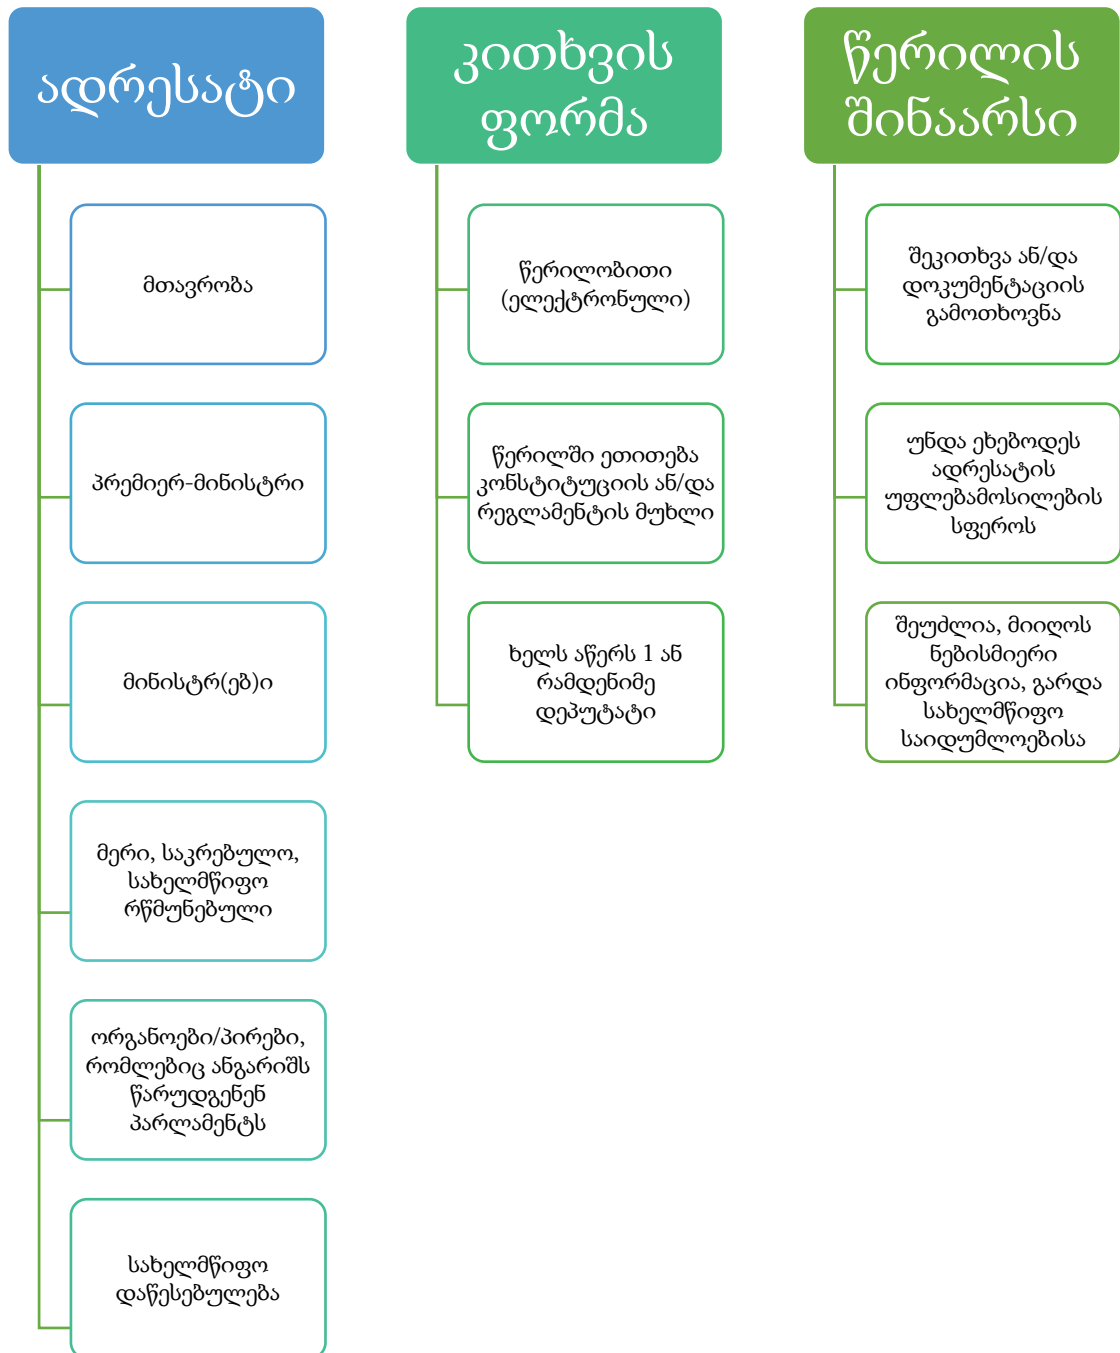 ადრესატი
მთავრობა
პრემიერ-მინისტრი
მინისტრ(ებ)ი
მერი, საკრებულო,
სახელმწიფო
რწმუნებული
ორგანოები/პირები,
რომლებიც ანგარიშს
წარუდგენენ
პარლამენტს
სახელმწიფო
დაწესებულება
კითხვის
ფორმა
წერილობითი
(ელექტრონული)
წერილში ეთითება
კონსტიტუციის ან/და
რეგლამენტის მუხლი
ხელს აწერს 1 ან
რამდენიმე
დეპუტატი
წერილის
შინაარსი
შეკითხვა ან/და
დოკუმენტაციის
გამოთხოვნა
უნდა ეხებოდეს
ადრესატის
უფლებამოსილების
სფეროს
შეუძლია, მიიღოს
ნებისმიერი
ინფორმაცია, გარდა
სახელმწიფო
საიდუმლოებისა